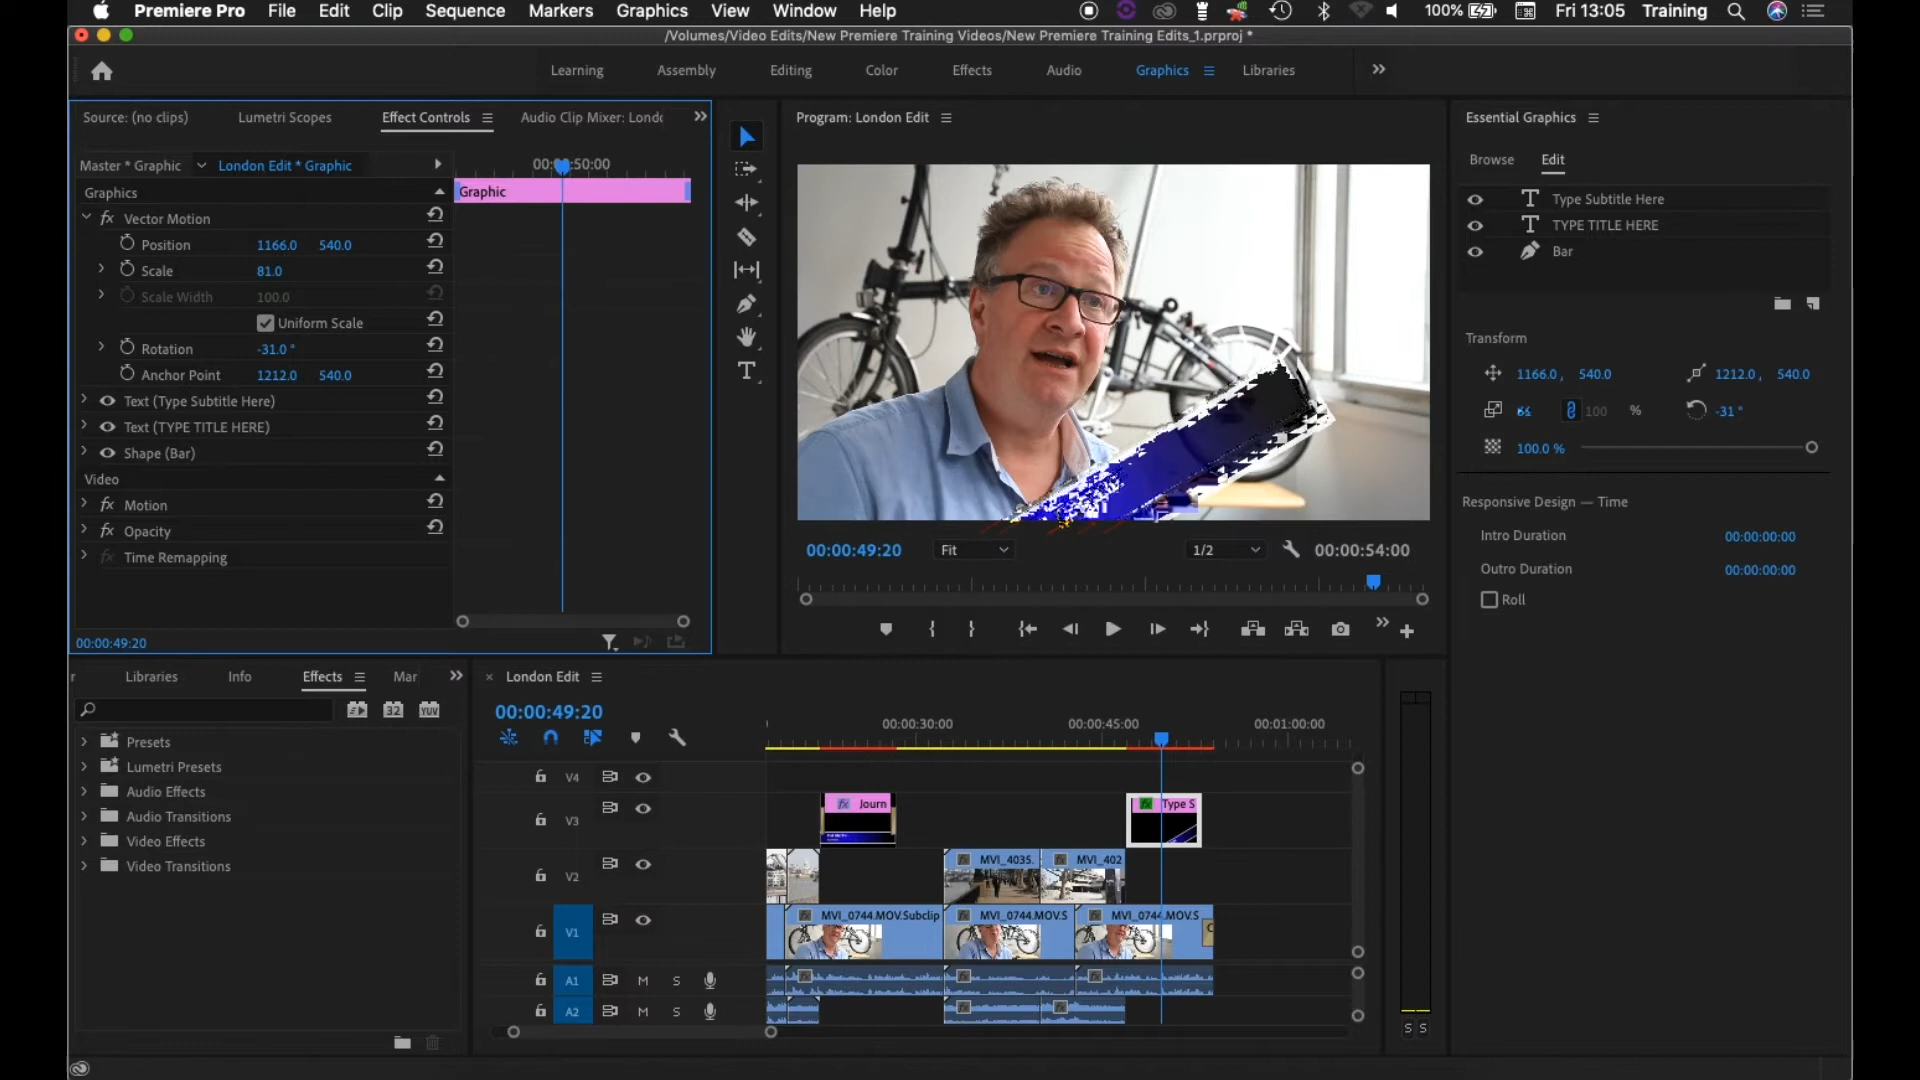 Premiere Pro File Edit Clip Sequence Markers Graphics View Window Help 100% Fri 13:05 Training
/Volumes/Video Edits/New Premiere Training Videos/New Premiere Training Edits_1.prproj *
Learning Assembly Editing Color Effects Audio Graphics Libraries
Source: (no clips) Lumetri Scopes Effect Controls Audio Clip Mixer: Londo
Master * Graphic London Edit * Graphic
Graphics
Vector Motion
Position 1166.0 540.0
Scale 81.0
Scale Width 100.0
Uniform Scale
Rotation -31.0 °
Anchor Point 1212.0 540.0
Text (Type Subtitle Here)
Text (TYPE TITLE HERE)
Shape (Bar)
Video
Motion
Opacity
Time Remapping
00:00:49:20
Graphic
Program: London Edit
00:00:49:20 Fit 1/2 00:00:54:00
Essential Graphics
Browse Edit
Type Subtitle Here
TYPE TITLE HERE
Bar
Transform
1166.0 , 540.0 1212.0 , 540.0
100 % -31 °
100.0 %
Responsive Design — Time
Intro Duration 00:00:00:00
Outro Duration 00:00:00:00
Roll
r Libraries Info Effects Mar
32 YUV
Presets
Lumetri Presets
Audio Effects
Audio Transitions
Video Effects
Video Transitions
London Edit
00:00:49:20
00:00:30:00 00:00:45:00 00:01:00:00
V4
V3 fx Journ fx Type S
V2 fx MVI_4035. fx MVI_402
V1 fx MVI_0744.MOV.Subclip fx MVI_0744.MOV.S fx MVI_0744.MOV.S
A1 M S
A2 M S
S S